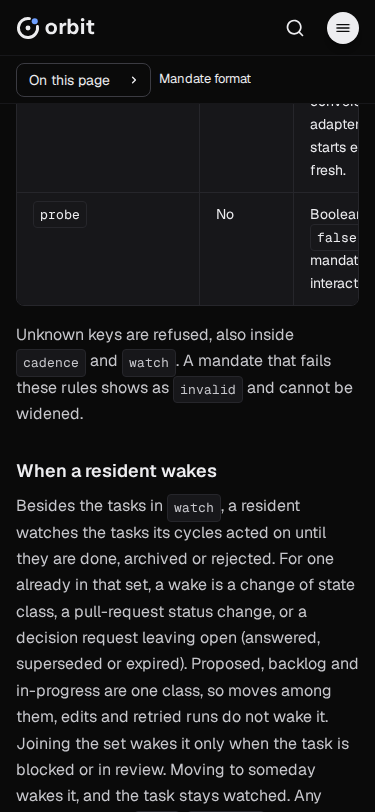 orbit
On this page
Mandate format
adapter
starts e
fresh.
probe
No
Boolean
false
mandat
interact
Unknown keys are refused, also inside
cadence and watch. A mandate that fails
these rules shows as invalid and cannot be
widened.
When a resident wakes
Besides the tasks in watch, a resident
watches the tasks its cycles acted on until
they are done, archived or rejected. For one
already in that set, a wake is a change of state
class, a pull-request status change, or a
decision request leaving open (answered,
superseded or expired). Proposed, backlog and
in-progress are one class, so moves among
them, edits and retried runs do not wake it.
Joining the set wakes it only when the task is
blocked or in review. Moving to someday
wakes it, and the task stays watched. Any